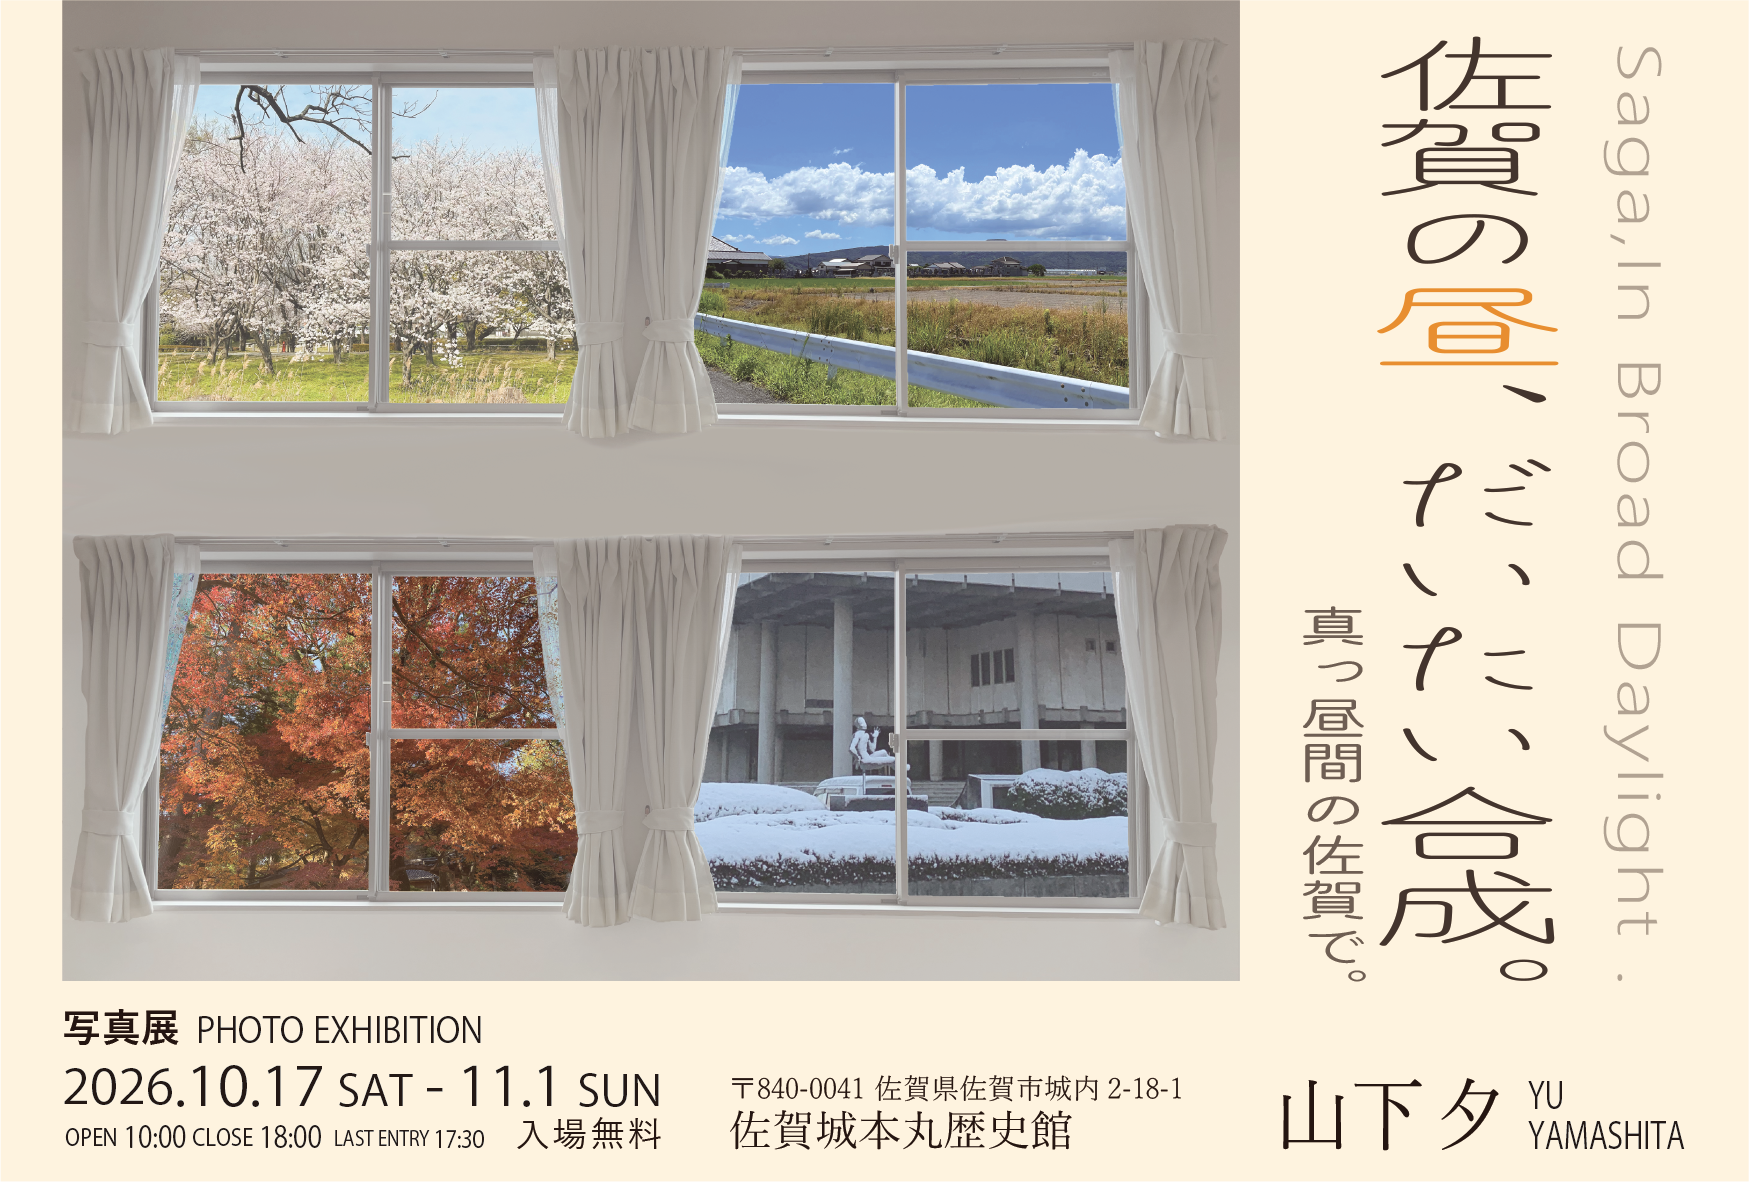 Saga,In Broad Daylight .
佐賀の昼、だいたい合成。
真っ昼間の佐賀で。
写真展 PHOTO EXHIBITION
2026.10.17 SAT - 11.1 SUN
OPEN 10:00 CLOSE 18:00 LAST ENTRY 17:30 入場無料
〒840-0041 佐賀県佐賀市城内 2-18-1
佐賀城本丸歴史館
山下夕
YU
YAMASHITA